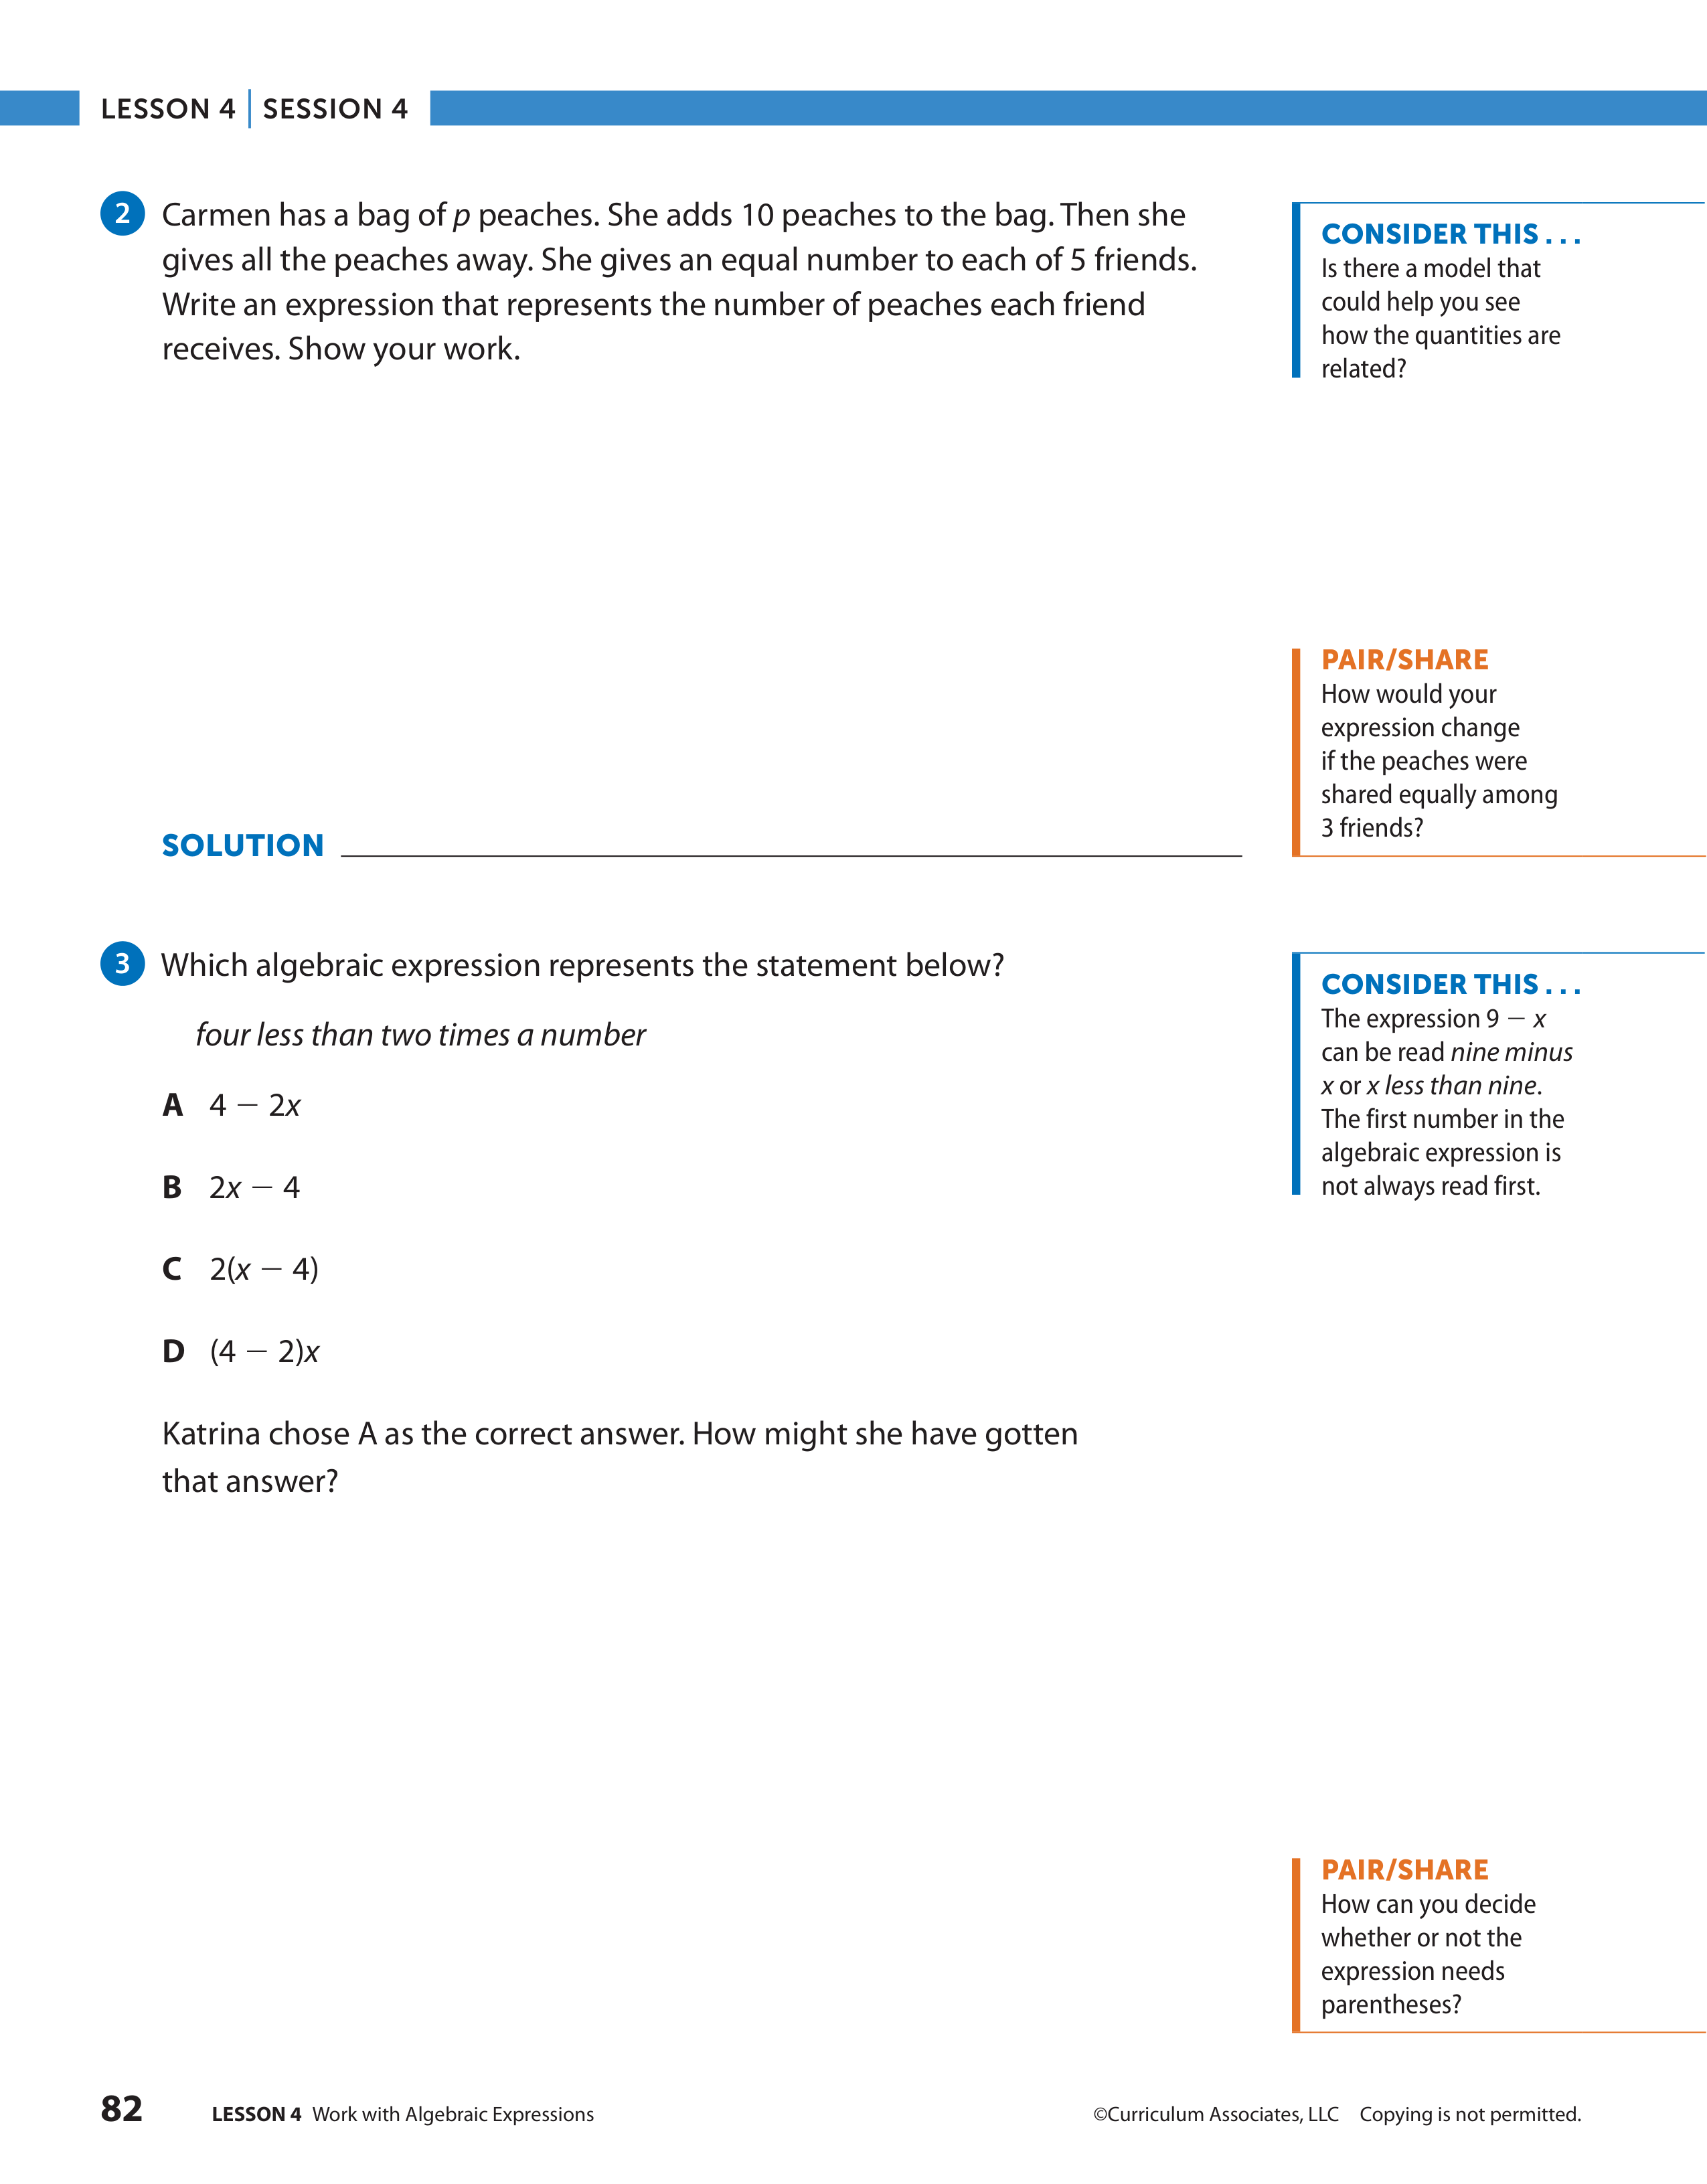 LESSON 4 | SESSION 4
2 Carmen has a bag of p peaches. She adds 10 peaches to the bag. Then she
gives all the peaches away. She gives an equal number to each of 5 friends.
Write an expression that represents the number of peaches each friend
receives. Show your work.
CONSIDER THIS . . .
Is there a model that
could help you see
how the quantities are
related?
PAIR/SHARE
How would your
expression change
if the peaches were
shared equally among
3 friends?
SOLUTION
3 Which algebraic expression represents the statement below?
four less than two times a number
A 4 − 2x
B 2x − 4
C 2(x − 4)
D (4 − 2)x
Katrina chose A as the correct answer. How might she have gotten
that answer?
CONSIDER THIS . . .
The expression 9 − x
can be read nine minus
x or x less than nine.
The first number in the
algebraic expression is
not always read first.
PAIR/SHARE
How can you decide
whether or not the
expression needs
parentheses?
82 LESSON 4 Work with Algebraic Expressions ©Curriculum Associates, LLC Copying is not permitted.